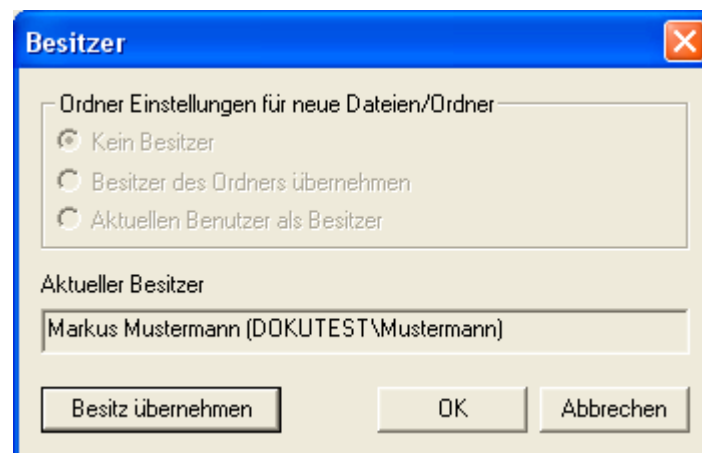 Besitzer
Ordner Einstellungen für neue Dateien/Ordner
Kein Besitzer
Besitzer des Ordners übernehmen
Aktuellen Benutzer als Besitzer
Aktueller Besitzer
Markus Mustermann (DOKUTEST\Mustermann)
Besitz übernehmen OK Abbrechen